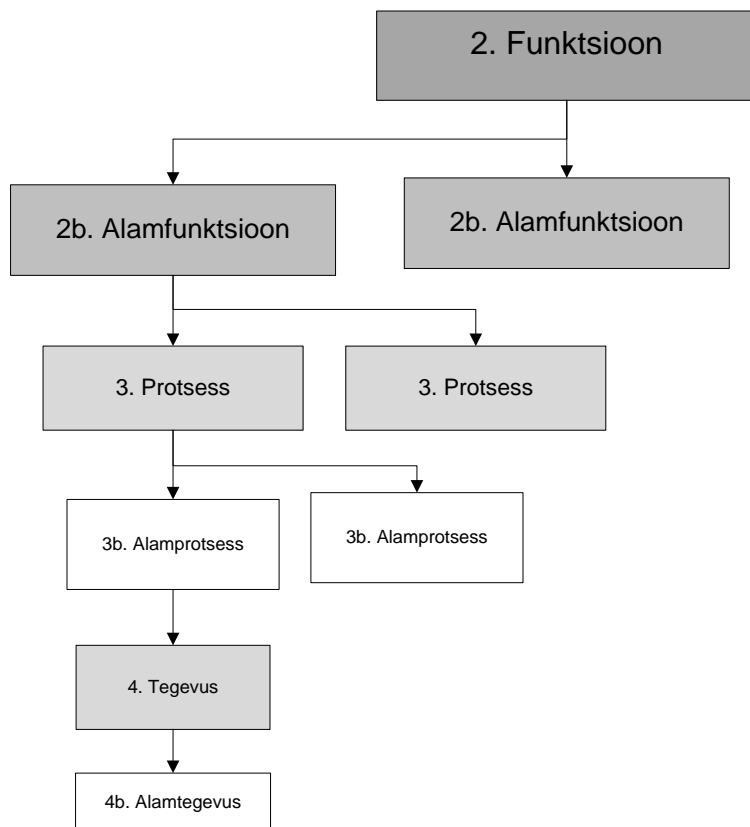 2. Funktsioon
2b. Alamfunktsioon
2b. Alamfunktsioon
3. Protsess
3. Protsess
3b. Alamprotsess
3b. Alamprotsess
4. Tegevus
4b. Alamtegevus